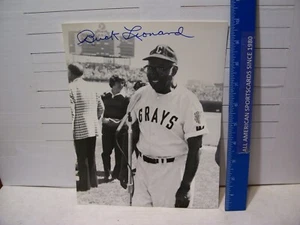 Buck Leonard
GRAYS
ALL AMERICAN SPORTSCARDS SINCE 1980